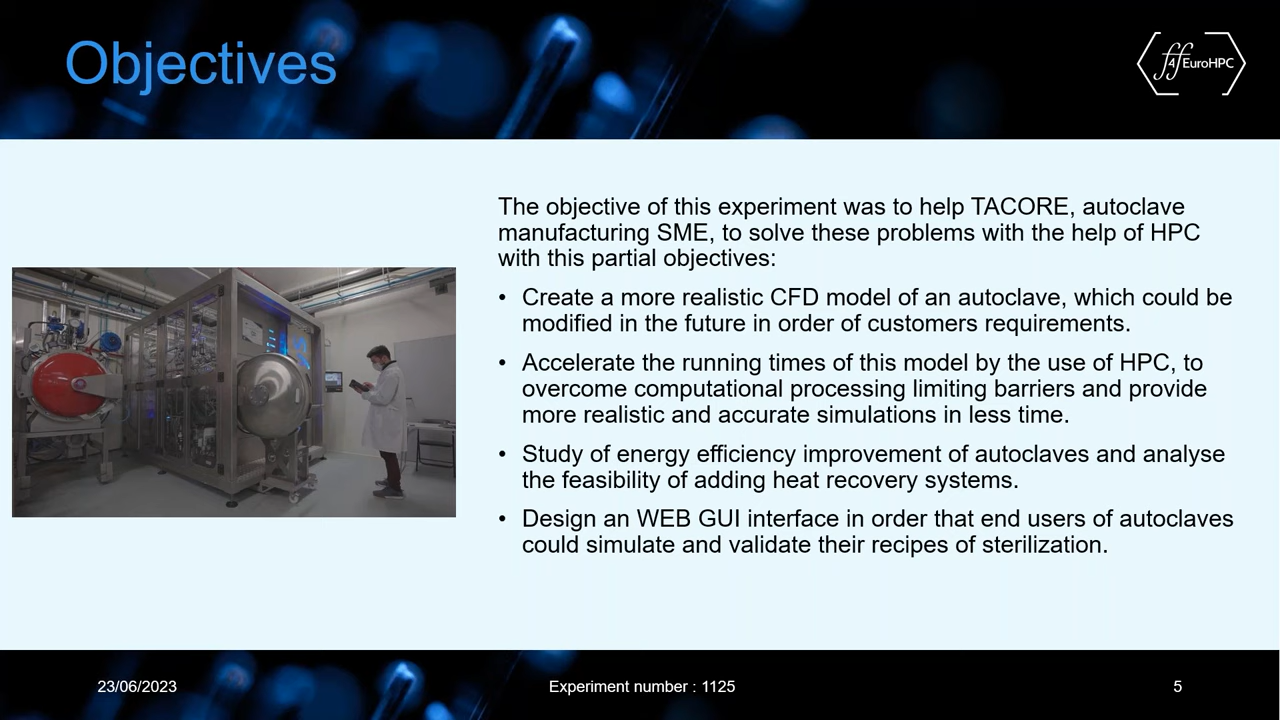 Objectives
ff4EuroHPC
The objective of this experiment was to help TACORE, autoclave
manufacturing SME, to solve these problems with the help of HPC
with this partial objectives:
• Create a more realistic CFD model of an autoclave, which could be
modified in the future in order of customers requirements.
• Accelerate the running times of this model by the use of HPC, to
overcome computational processing limiting barriers and provide
more realistic and accurate simulations in less time.
• Study of energy efficiency improvement of autoclaves and analyse
the feasibility of adding heat recovery systems.
• Design an WEB GUI interface in order that end users of autoclaves
could simulate and validate their recipes of sterilization.
23/06/2023
Experiment number : 1125
5